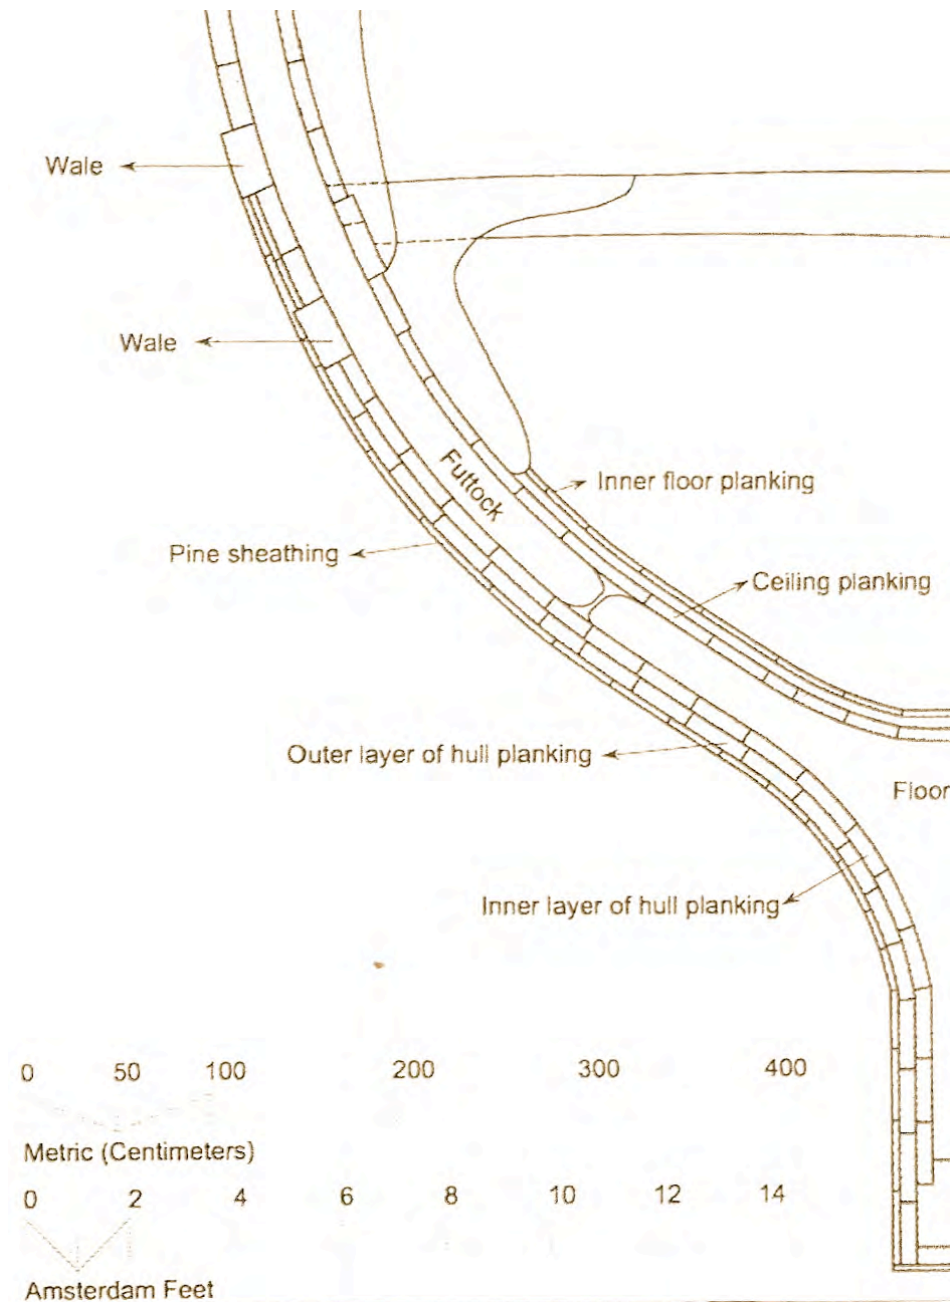 Wale
Wale
Futtock
Inner floor planking
Pine sheathing
Ceiling planking
Outer layer of hull planking
Floor
Inner layer of hull planking
0 50 100 200 300 400
Metric (Centimeters)
0 2 4 6 8 10 12 14
Amsterdam Feet